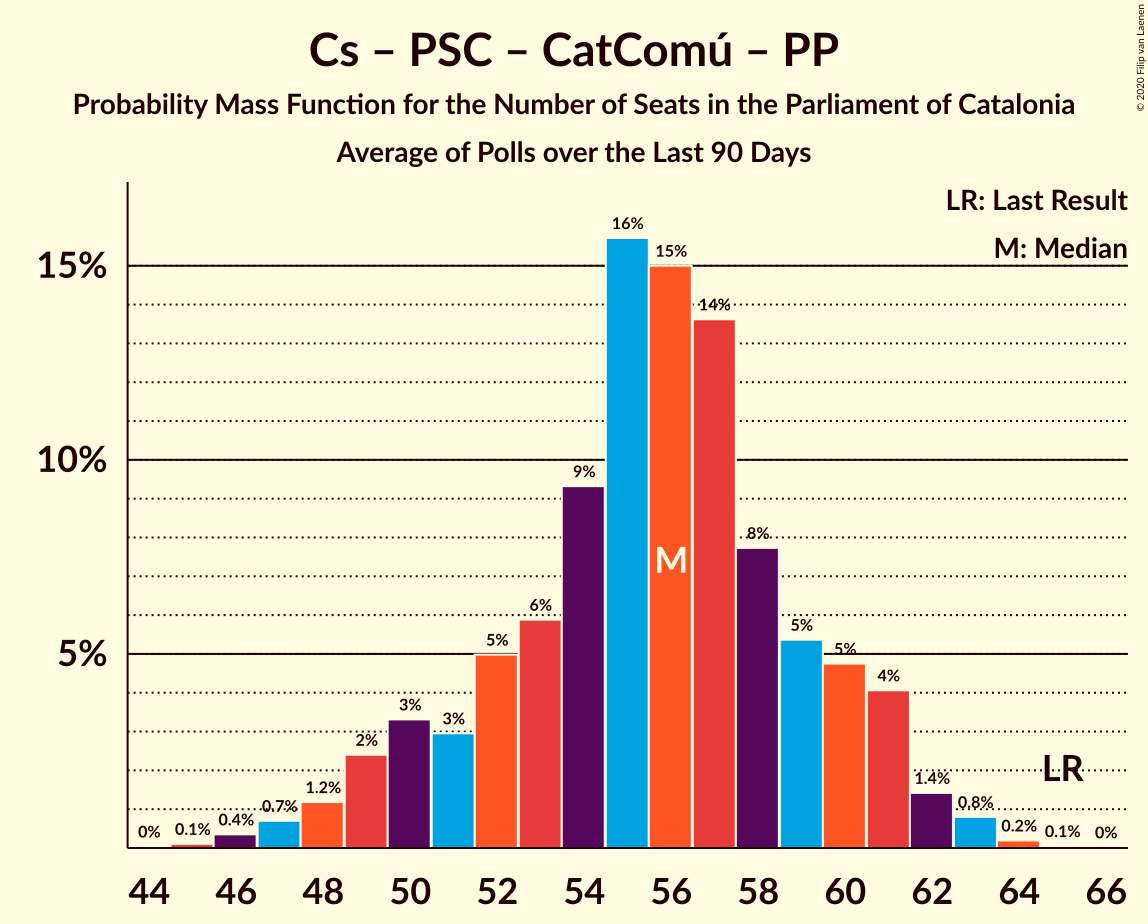 Cs – PSC – CatComú – PP
Probability Mass Function for the Number of Seats in the Parliament of Catalonia
Average of Polls over the Last 90 Days
© 2020 Filip van Laenen
LR: Last Result
M: Median
15%
10%
5%
0% 0.1% 0.4% 0.7% 1.2% 2% 3% 3% 5% 6% 9% 16% 15% 14% 8% 5% 5% 4% 1.4% 0.8% 0.2% 0.1% 0%
M
LR
44 46 48 50 52 54 56 58 60 62 64 66